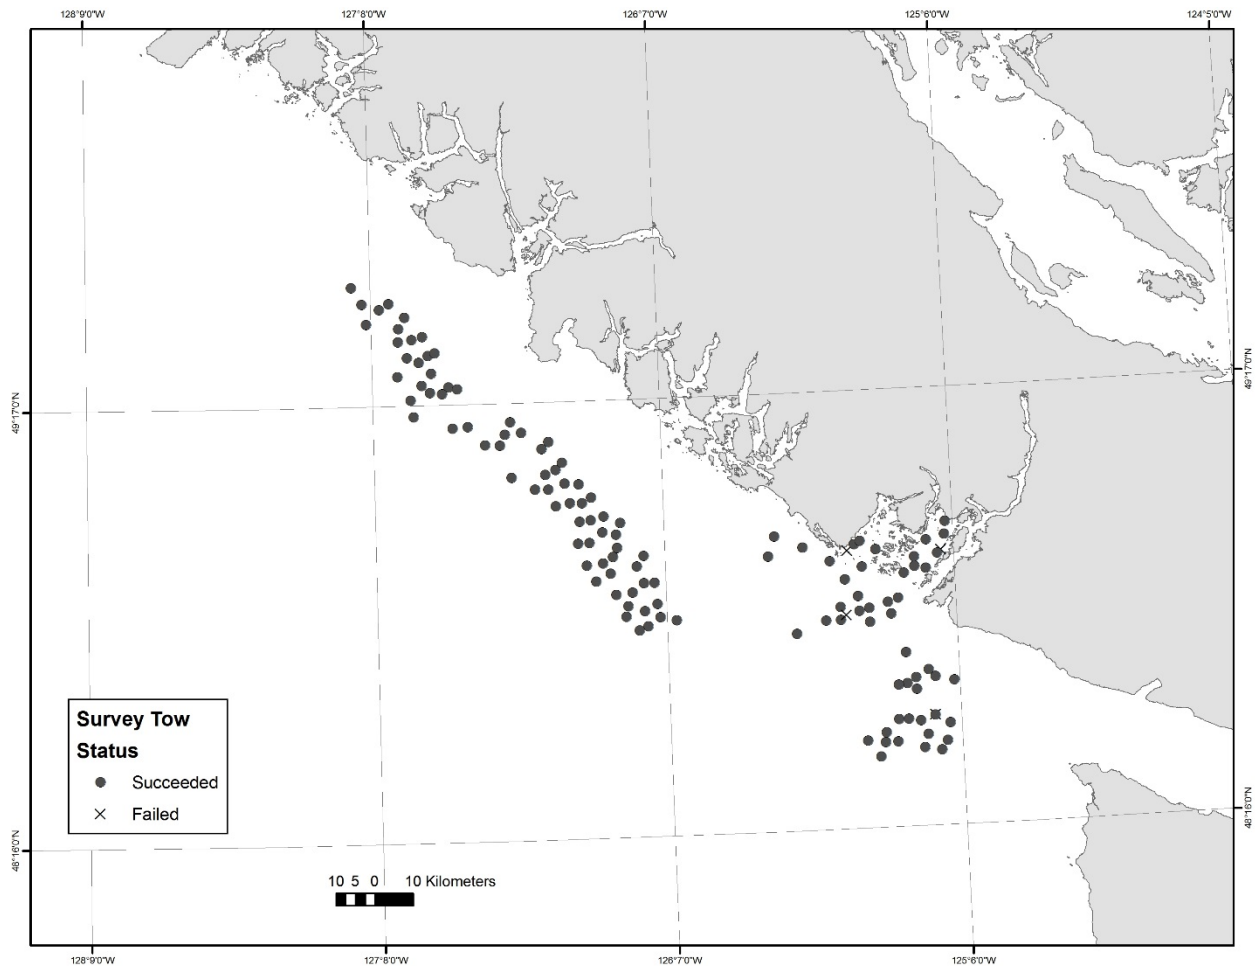 128°9'0"W 127°8'0"W 126°7'0"W 125°6'0"W 124°5'0"W
49°17'0"N
49°17'0"N
Survey Tow
Status
Succeeded
Failed
48°16'0"N
48°16'0"N
10 5 0 10 Kilometers
128°9'0"W 127°8'0"W 126°7'0"W 125°6'0"W